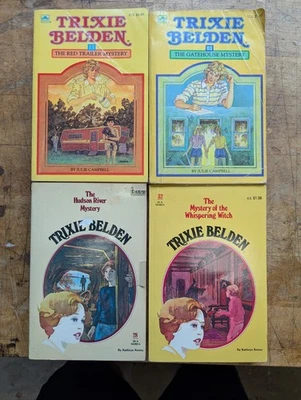 TRIXIE
BELDEN
THE RED TRAILER MYSTERY
BY JULIE CAMPBELL
TRIXIE
BELDEN
3
THE GATEHOUSE MYSTERY
BY JULIE CAMPBELL
The
Hudson River
Mystery
TRIXIE BELDEN
By Kathryn Kenny
The
Mystery of the
Whispering Witch
TRIXIE BELDEN
By Kathryn Kenny